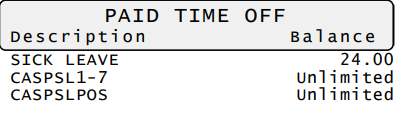 PAID TIME OFF
Description Balance
SICK LEAVE 24.00
CASPSL1-7 Unlimited
CASPSLPOS Unlimited